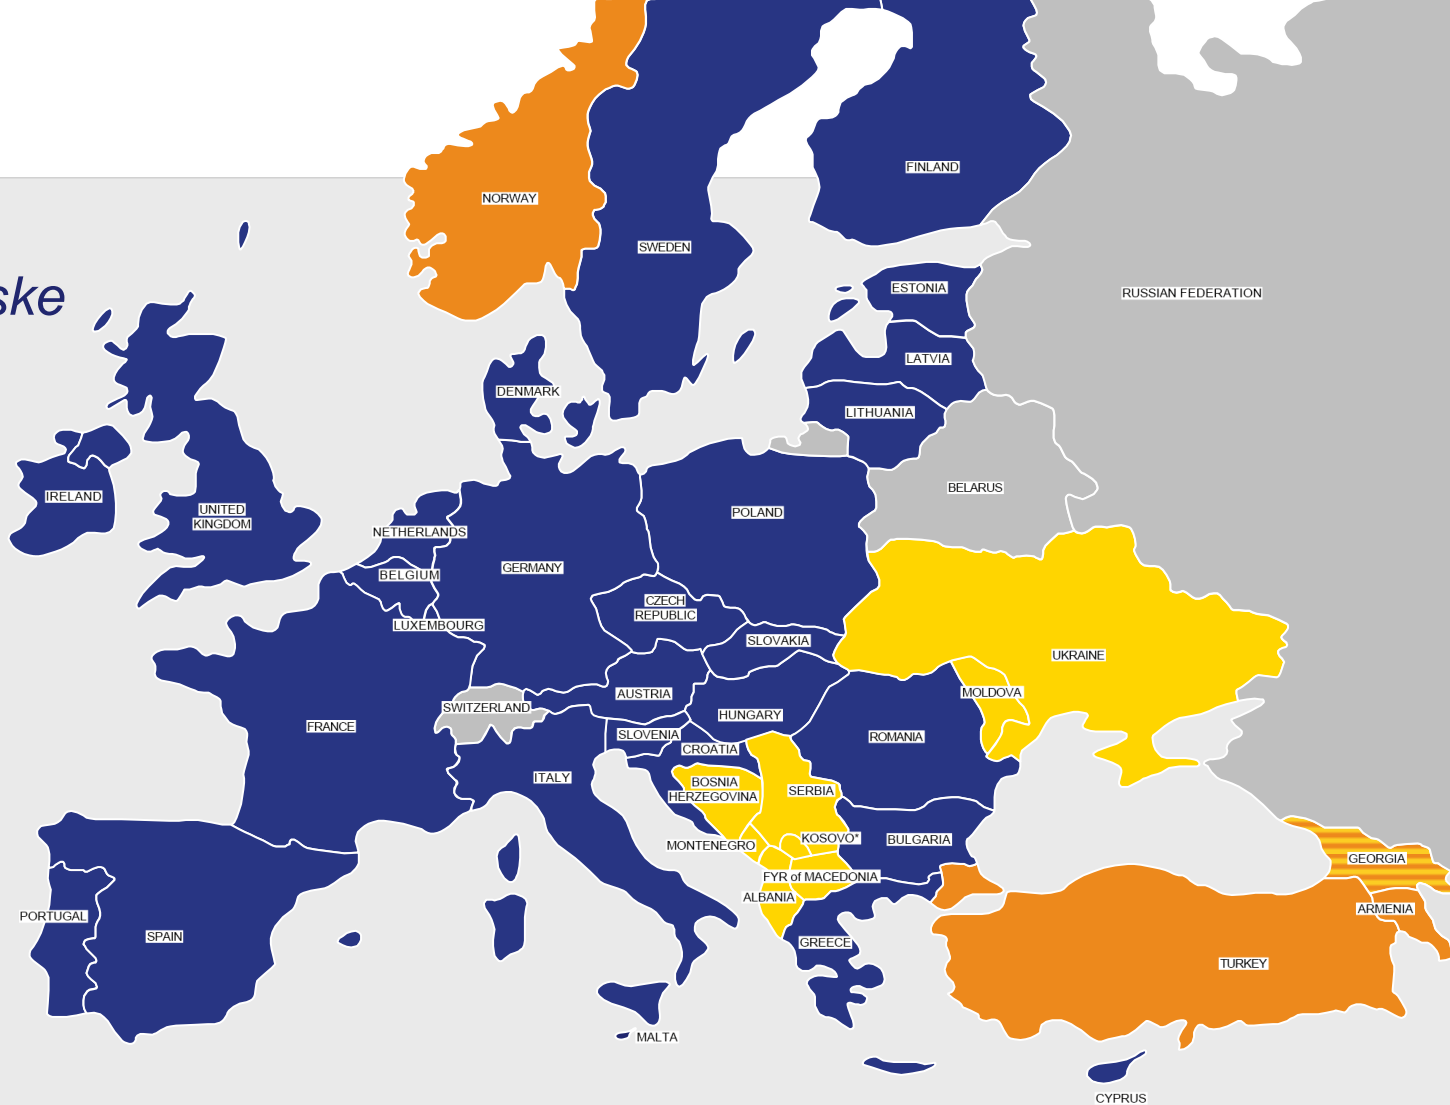 FINLAND
NORWAY
SWEDEN
ESTONIA
RUSSIAN FEDERATION
ske
LATVIA
DENMARK
LITHUANIA
BELARUS
IRELAND
UNITED
KINGDOM
POLAND
NETHERLANDS
GERMANY
BELGIUM
CZECH
REPUBLIC
LUXEMBOURG
SLOVAKIA
UKRAINE
AUSTRIA
MOLDOVA
SWITZERLAND
HUNGARY
FRANCE
SLOVENIA
ROMANIA
CROATIA
ITALY
BOSNIA
HERZEGOVINA
SERBIA
KOSOVO*
BULGARIA
MONTENEGRO
GEORGIA
FYR of MACEDONIA
ALBANIA
ARMENIA
PORTUGAL
SPAIN
GREECE
TURKEY
MALTA
CYPRUS